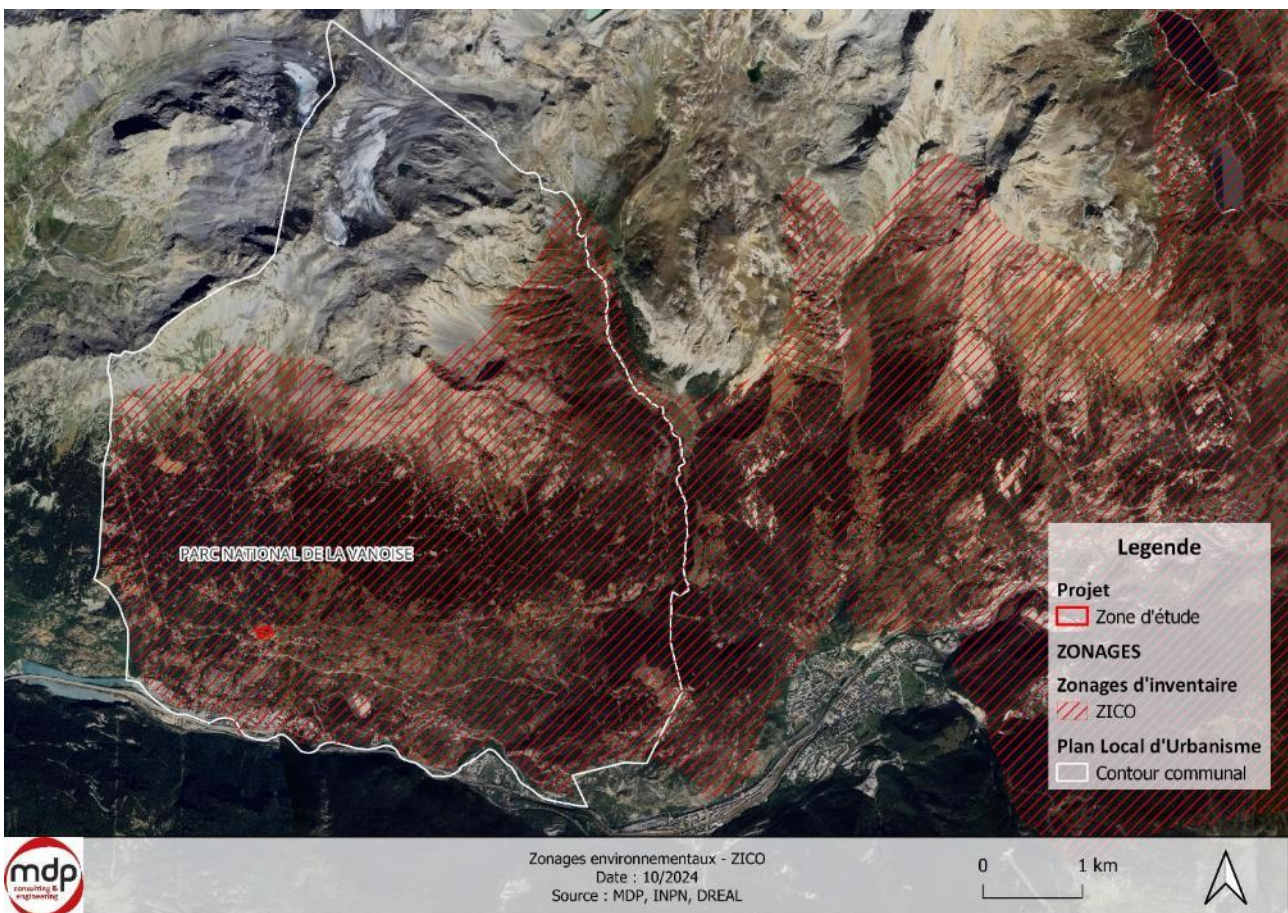 PARC NATIONAL DE LA VANOISE
Legende
Projet
Zone d'étude
ZONAGES
Zonages d'inventaire
ZICO
Plan Local d'Urbanisme
Contour communal
mdp
consulting &
engineering
Zonages environnementaux - ZICO
Date : 10/2024
Source : MDP, INPN, DREAL
0 1 km